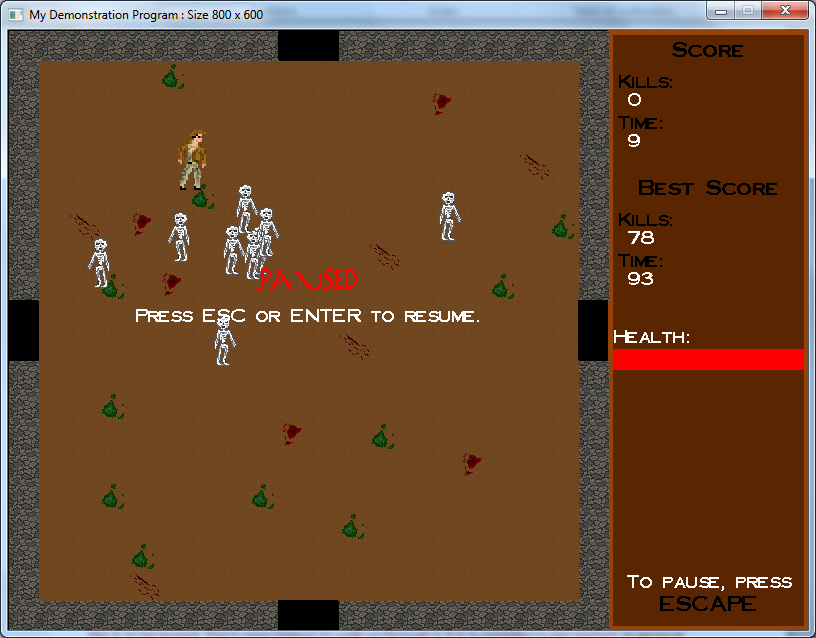 My Demonstration Program : Size 800 x 600
Score
Kills:
0
Time:
9
Best Score
Kills:
78
Time:
93
PAUSED
Press ESC or ENTER to resume.
Health:
To pause, press
ESCAPE